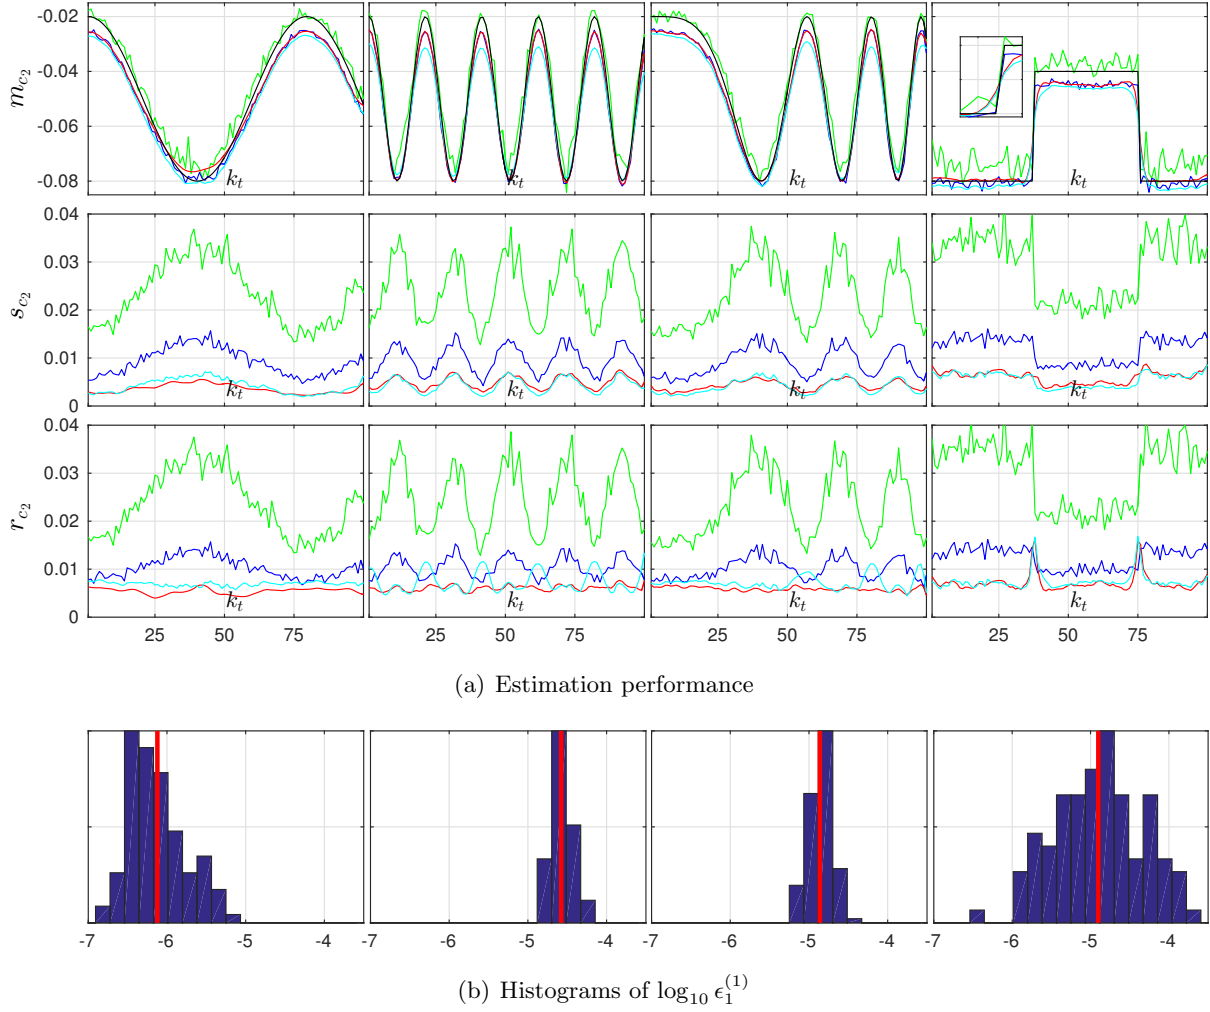 -0.02
-0.04
-0.06
-0.08
m_{c_2}
k_t k_t k_t k_t
0.04
0.03
0.02
0.01
0
s_{c_2}
k_t k_t k_t k_t
0.04
0.03
0.02
0.01
0
r_{c_2}
k_t k_t k_t k_t
25 50 75 25 50 75 25 50 75 25 50 75
(a) Estimation performance
-7 -6 -5 -4 -6 -5 -4 -6 -5 -4 -7 -6 -5 -4
(b) Histograms of log_{10} ϵ_1^{(1)}